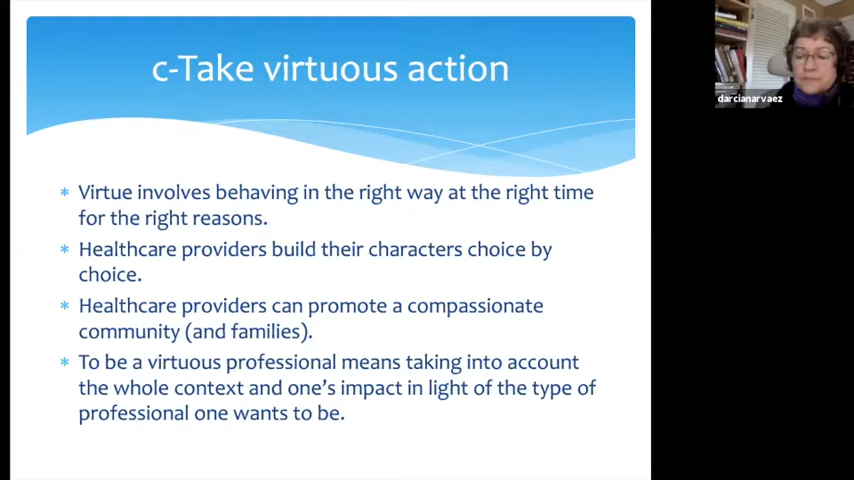 c-Take virtuous action
darcianarvaez
* Virtue involves behaving in the right way at the right time
for the right reasons.
* Healthcare providers build their characters choice by
choice.
* Healthcare providers can promote a compassionate
community (and families).
* To be a virtuous professional means taking into account
the whole context and one's impact in light of the type of
professional one wants to be.